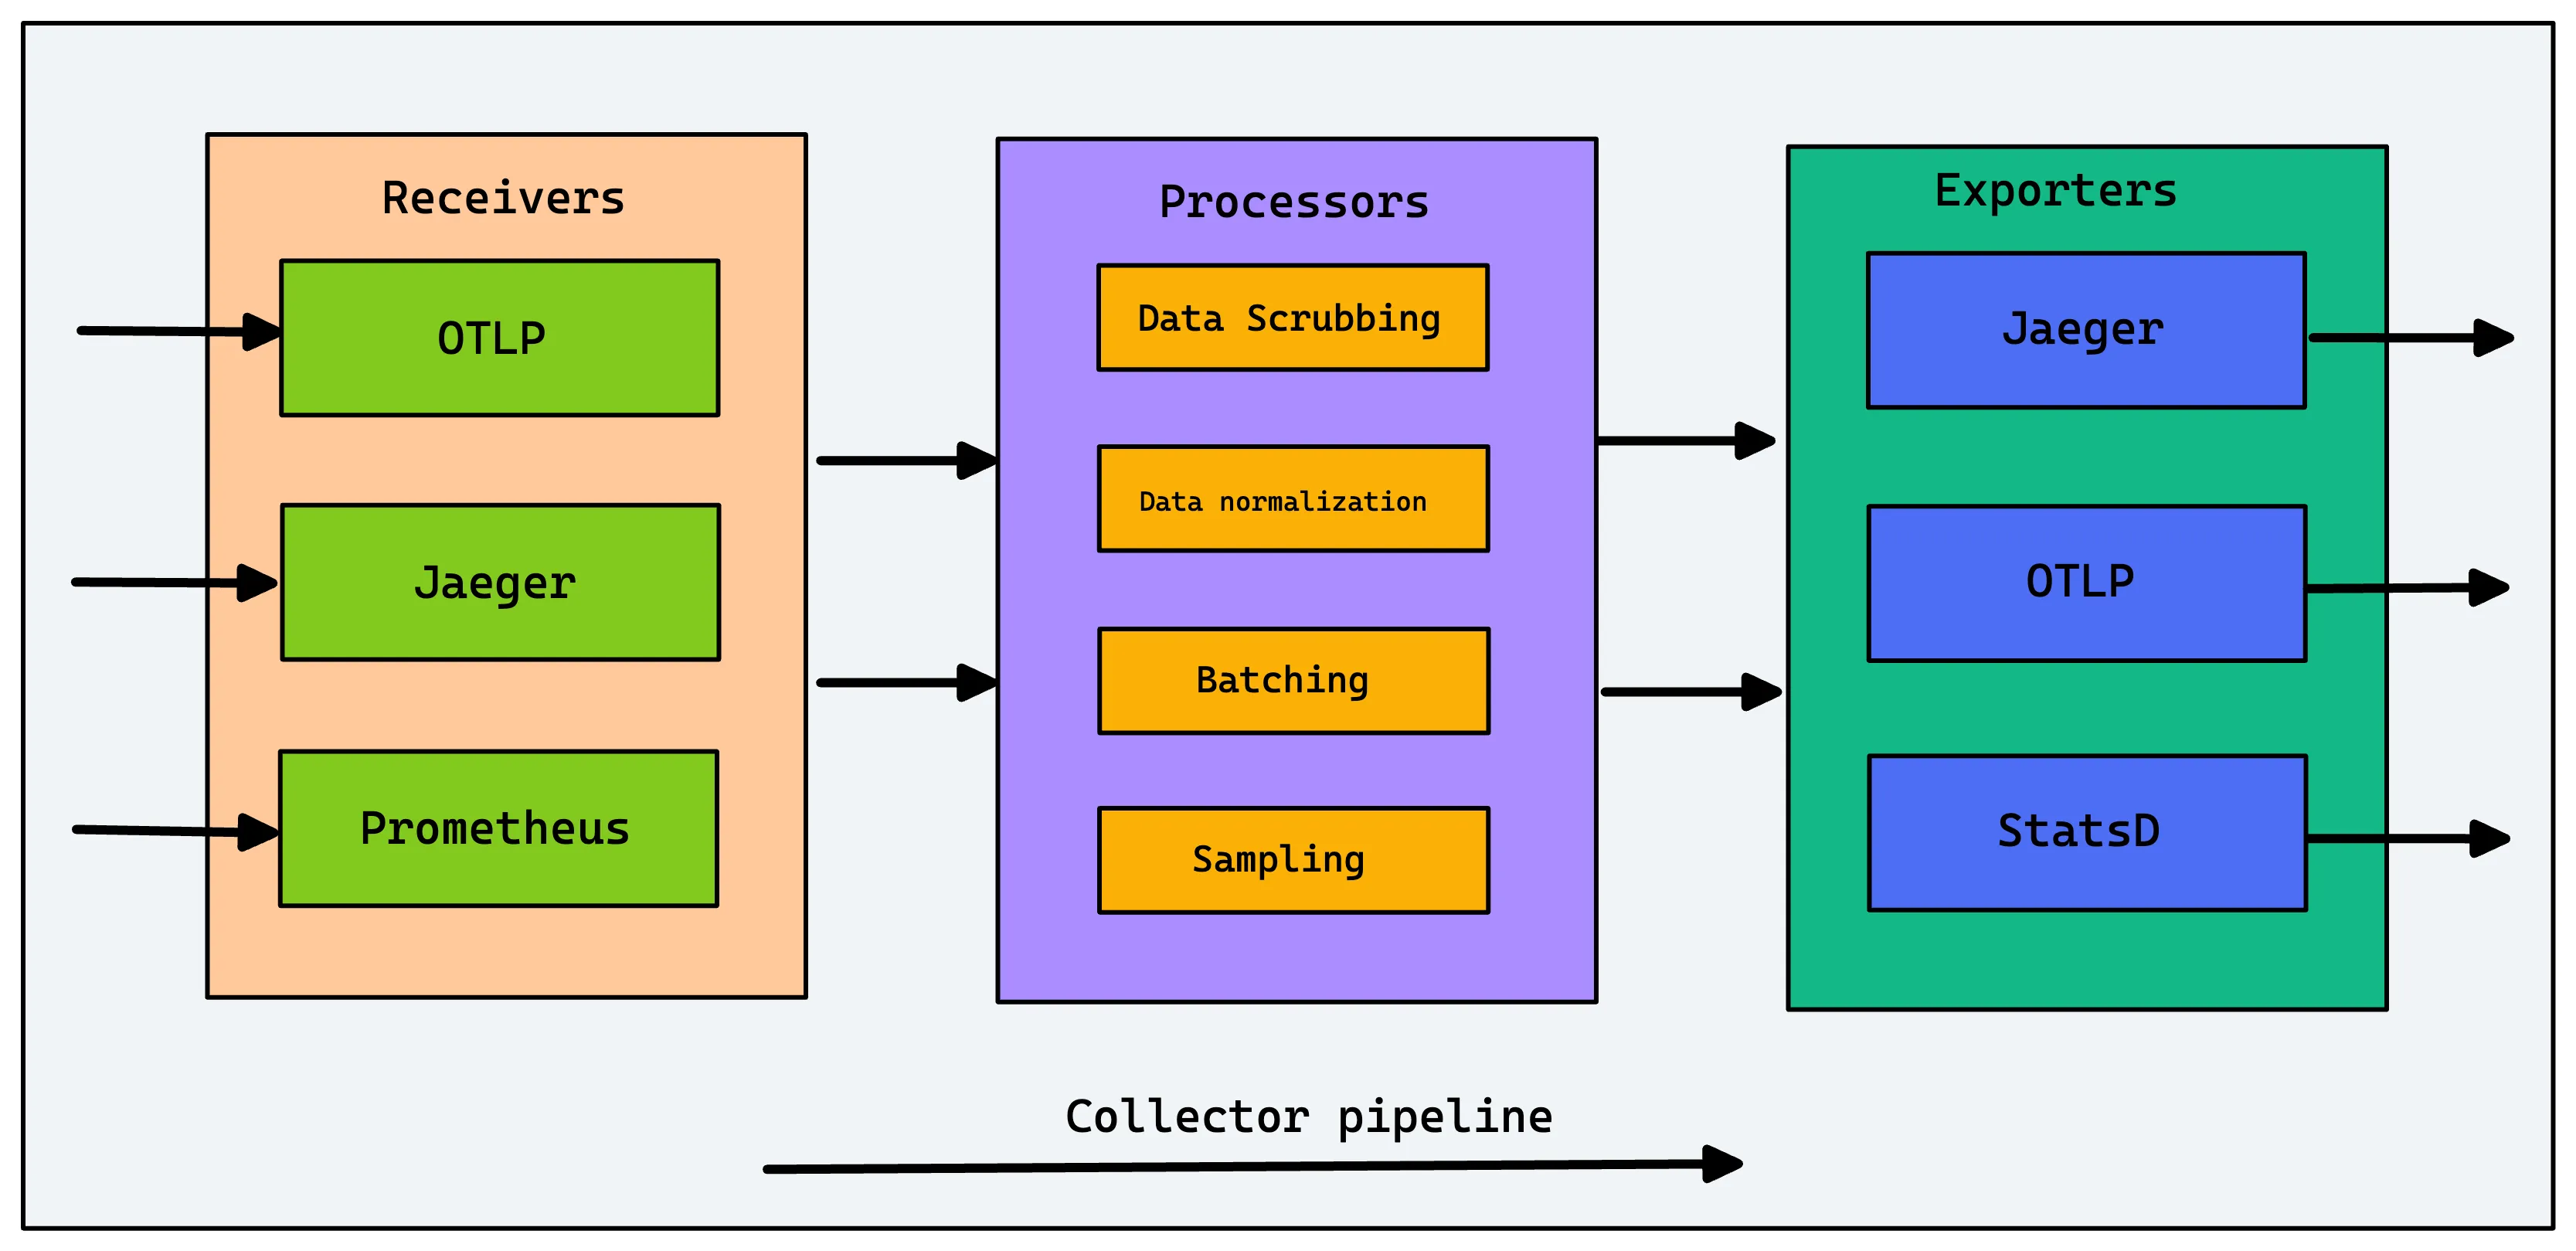 Receivers
OTLP
Jaeger
Prometheus
Processors
Data Scrubbing
Data normalization
Batching
Sampling
Exporters
Jaeger
OTLP
StatsD
Collector pipeline